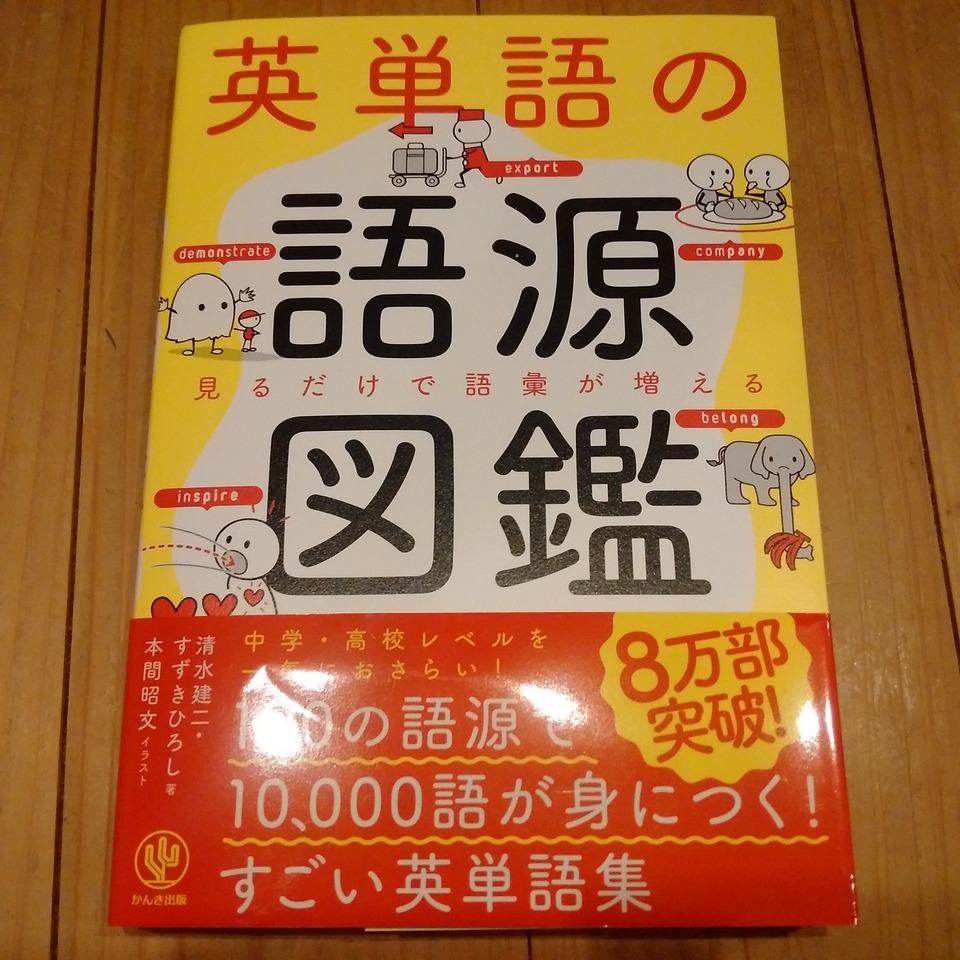 英単語の
export
語源
demonstrate
company
見るだけで語彙が増える
belong
図鑑
inspire
清水建二・
すずきひろし 著
本間昭文 イラスト
中学・高校レベルを
一気におさらい!
8万部
突破!
100の語源で
10,000語が身につく!
すごい英単語集
かんき出版